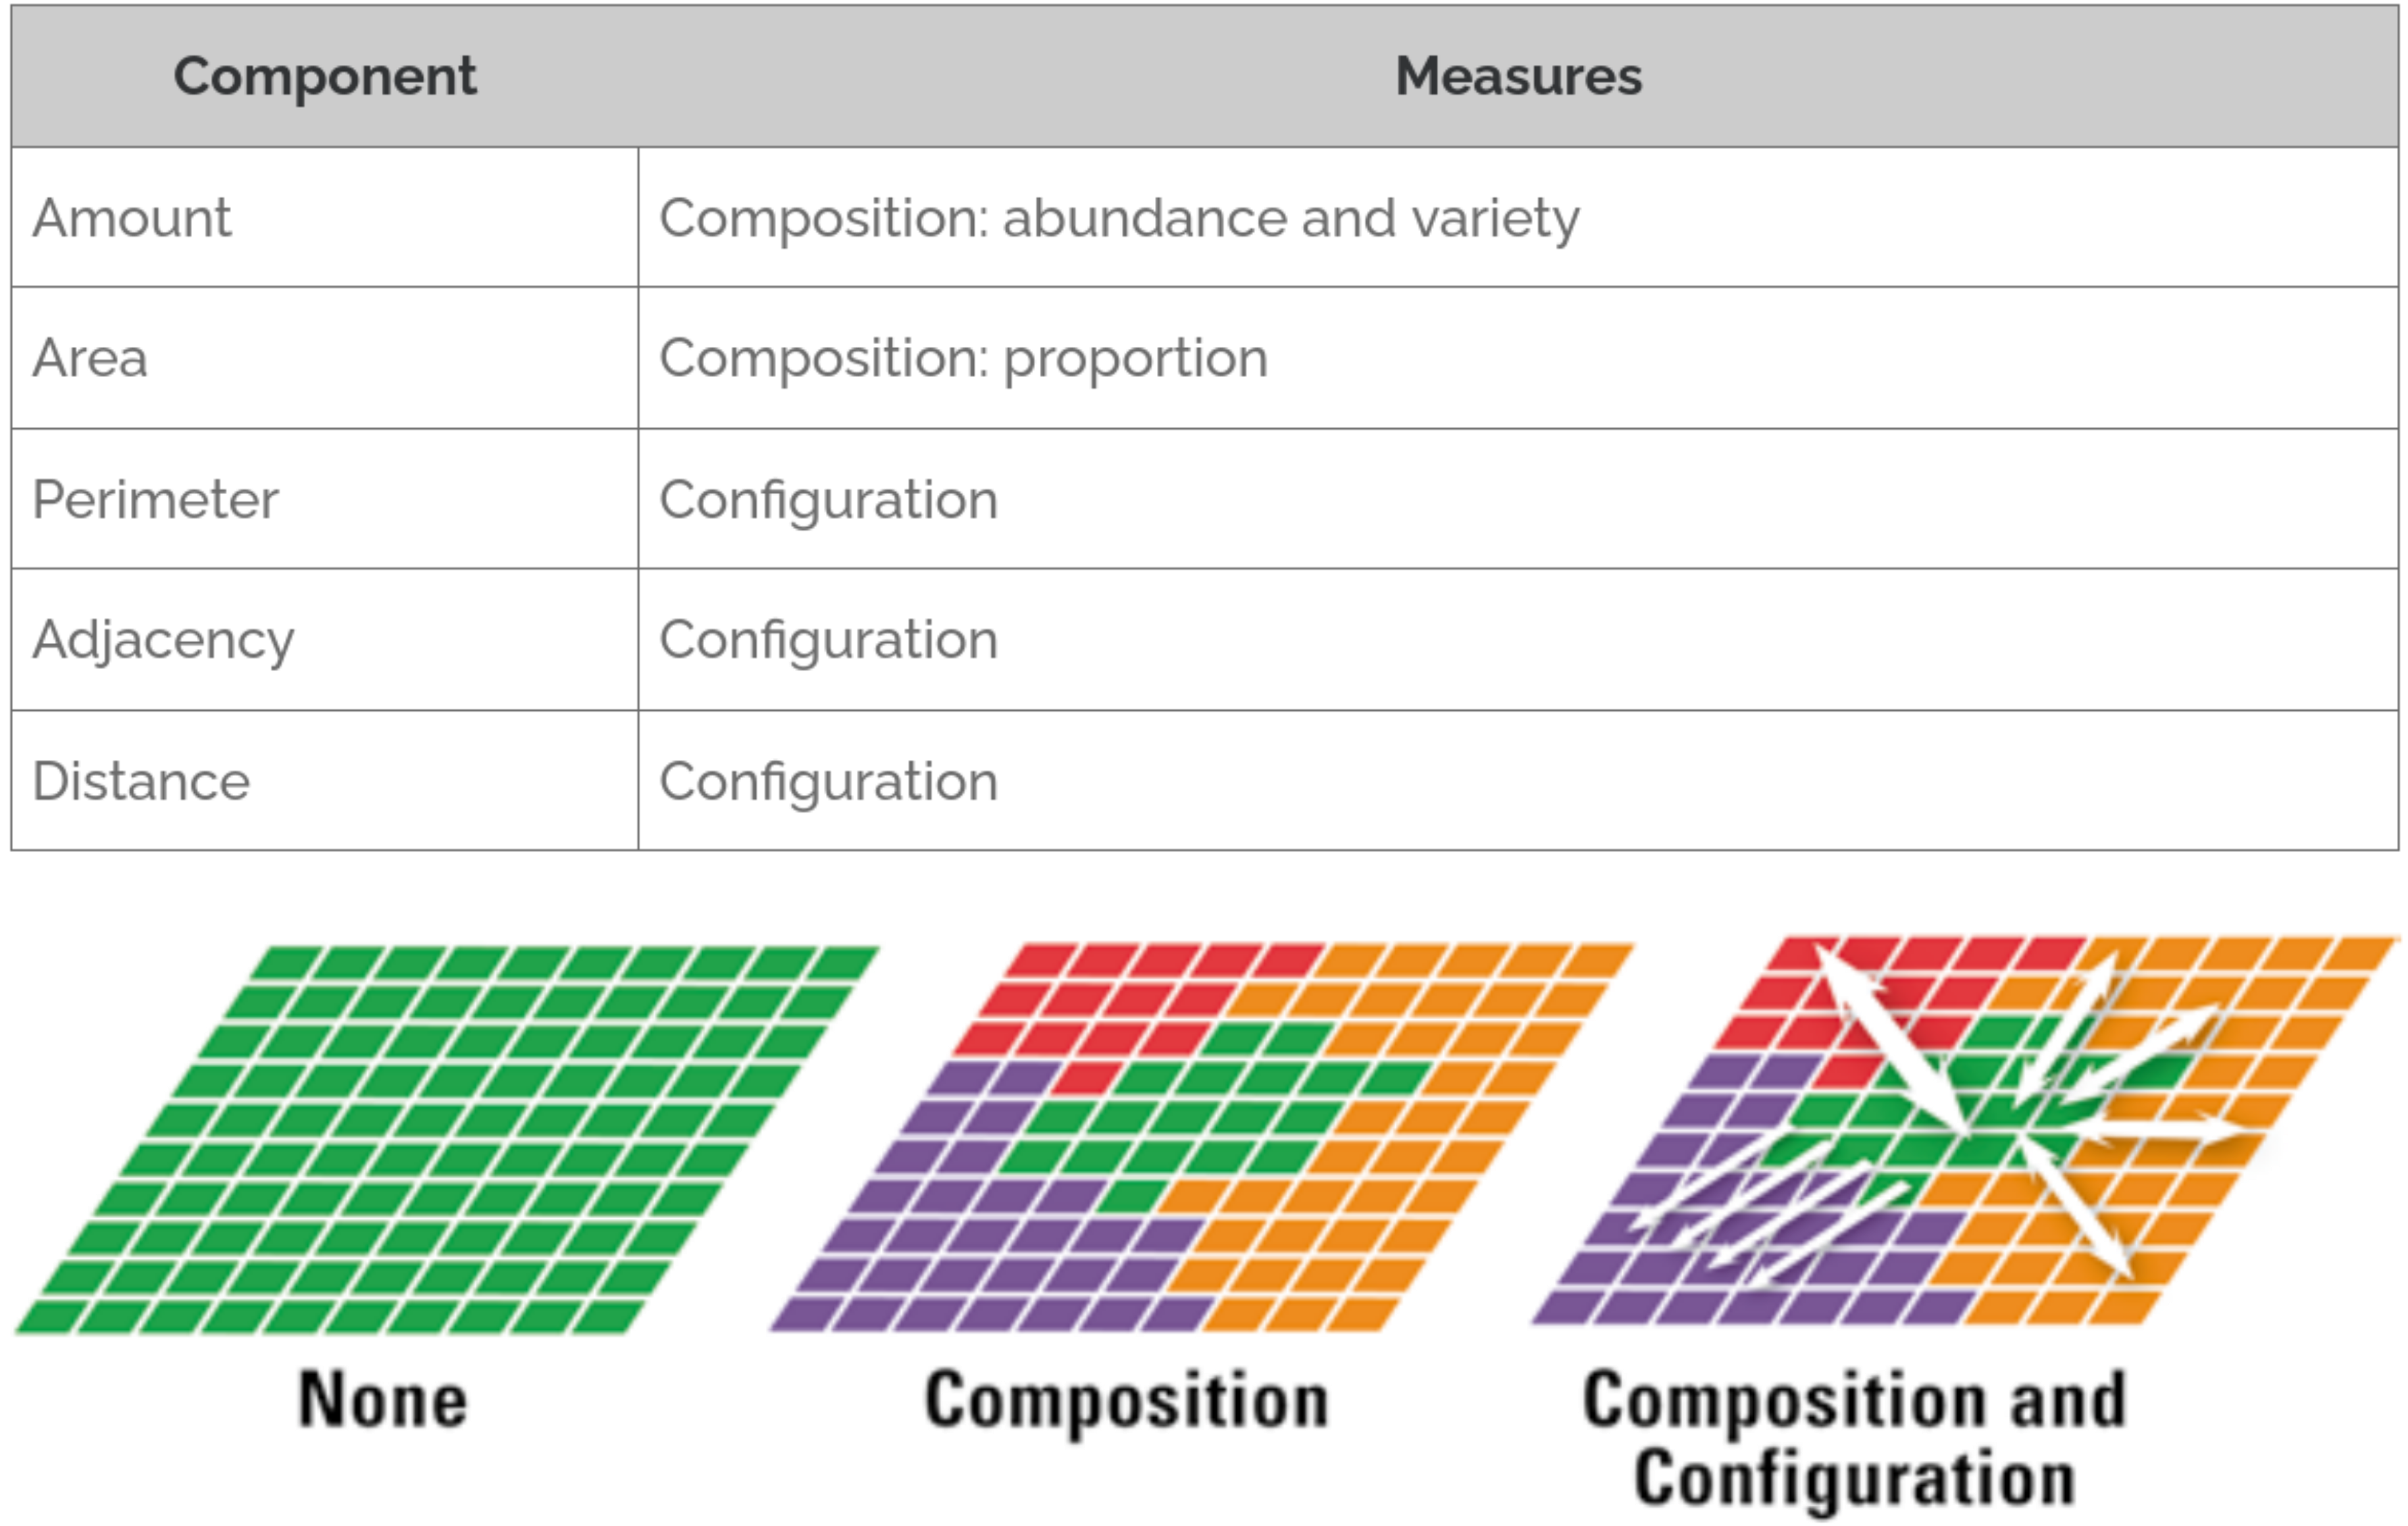 Component Measures
Amount Composition: abundance and variety
Area Composition: proportion
Perimeter Configuration
Adjacency Configuration
Distance Configuration
None
Composition
Composition and
Configuration